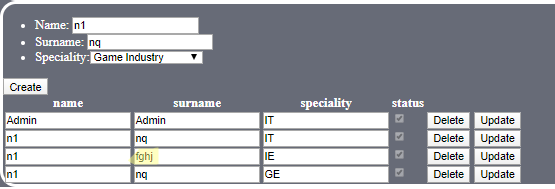 Name: n1
Surname: nq
Speciality: Game Industry
Create
name surname speciality status
Admin Admin IT Delete Update
n1 nq IT Delete Update
n1 fghj IE Delete Update
n1 nq GE Delete Update